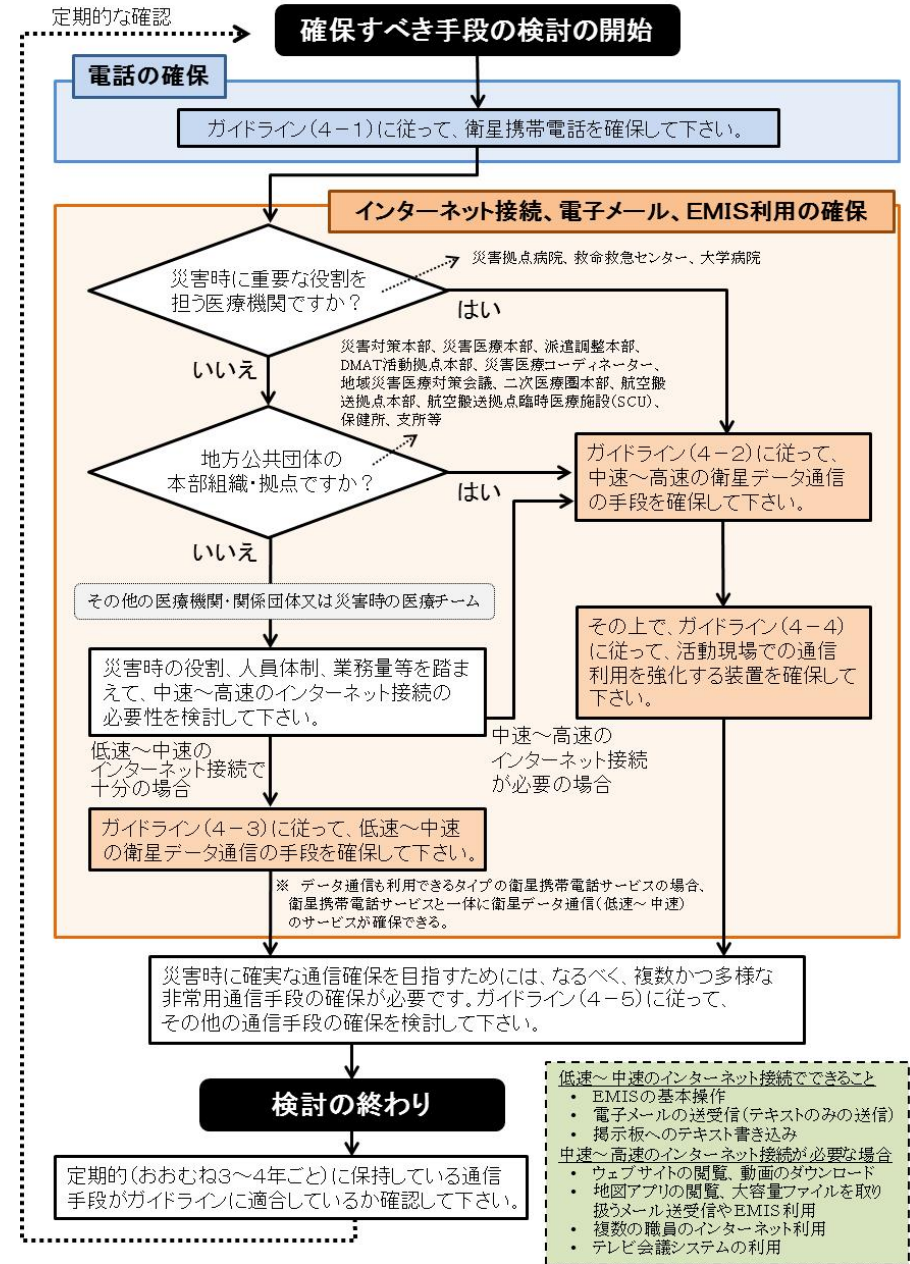 定期的な確認
確保すべき手段の検討の開始
電話の確保
ガイドライン(4-1)に従って、衛星携帯電話を確保して下さい。
インターネット接続、電子メール、EMIS利用の確保
災害時に重要な役割を
担う医療機関ですか?
災害拠点病院、救命救急センター、大学病院
はい
いいえ
災害対策本部、災害医療本部、派遣調整本部、
DMAT活動拠点本部、災害医療コーディネーター、
地域災害医療対策会議、二次医療圏本部、航空搬
送拠点本部、航空搬送拠点臨時医療施設(SCU)、
保健所、支所等
地方公共団体の
本部組織・拠点ですか?
はい
いいえ
ガイドライン(4-2)に従って、
中速～高速の衛星データ通信
の手段を確保して下さい。
その他の医療機関・関係団体又は災害時の医療チーム
災害時の役割、人員体制、業務量等を踏ま
えて、中速～高速のインターネット接続の
必要性を検討して下さい。
その上で、ガイドライン(4-4)
に従って、活動現場での通信
利用を強化する装置を確保して
下さい。
低速～中速の
インターネット接続で
十分の場合
中速～高速の
インターネット接続
が必要の場合
ガイドライン(4-3)に従って、低速～中速
の衛星データ通信の手段を確保して下さい。
※ データ通信も利用できるタイプの衛星携帯電話サービスの場合、
衛星携帯電話サービスと一体に衛星データ通信(低速～中速)
のサービスが確保できる。
災害時に確実な通信確保を目指すためには、なるべく、複数かつ多様な
非常用通信手段の確保が必要です。ガイドライン(4-5)に従って、
その他の通信手段の確保を検討して下さい。
検討の終わり
定期的(おおむね3～4年ごと)に保持している通信
手段がガイドラインに適合しているか確認して下さい。
低速～中速のインターネット接続でできること
• EMISの基本操作
• 電子メールの送受信(テキストのみの送信)
• 掲示板へのテキスト書き込み
中速～高速のインターネット接続が必要な場合
• ウェブサイトの閲覧、動画のダウンロード
• 地図アプリの閲覧、大容量ファイルを取り
扱うメール送受信やEMIS利用
• 複数の職員のインターネット利用
• テレビ会議システムの利用